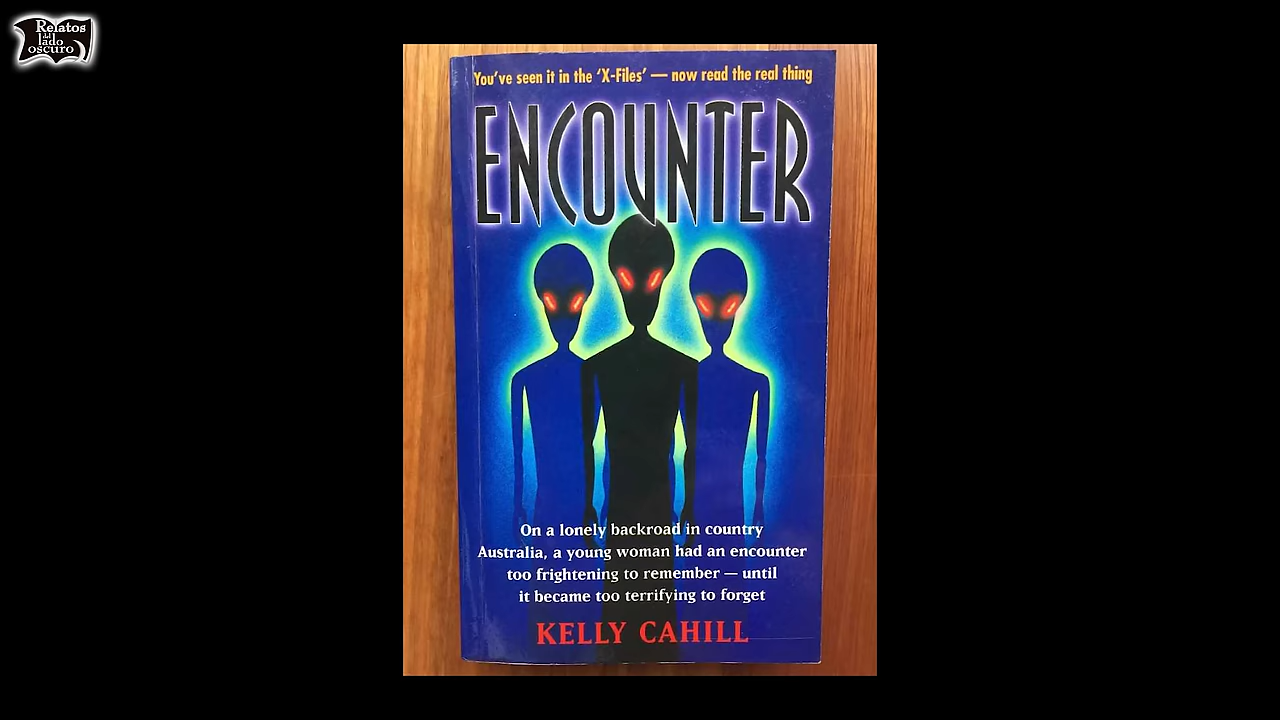 Relatos
del
lado
oscuro
You've seen it in the 'X-Files' — now read the real thing
ENCOUNTER
On a lonely backroad in country
Australia, a young woman had an encounter
too frightening to remember — until
it became too terrifying to forget
KELLY CAHILL